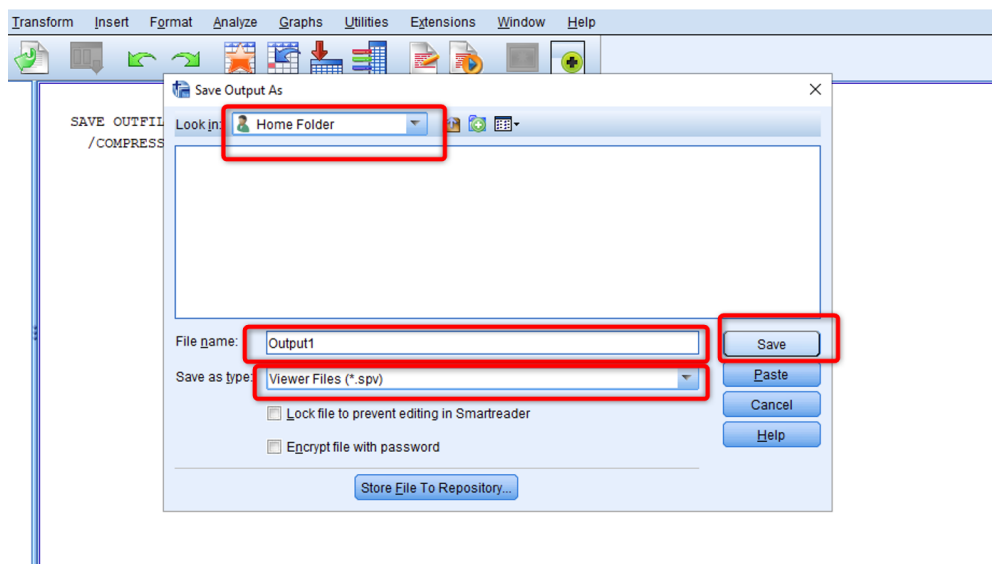 Transform Insert Format Analyze Graphs Utilities Extensions Window Help
Save Output As
SAVE OUTFIL
/COMPRESS
Look in: Home Folder
File name: Output1
Save
Save as type: Viewer Files (*.spv)
Paste
Cancel
Lock file to prevent editing in Smartreader
Help
Encrypt file with password
Store File To Repository...